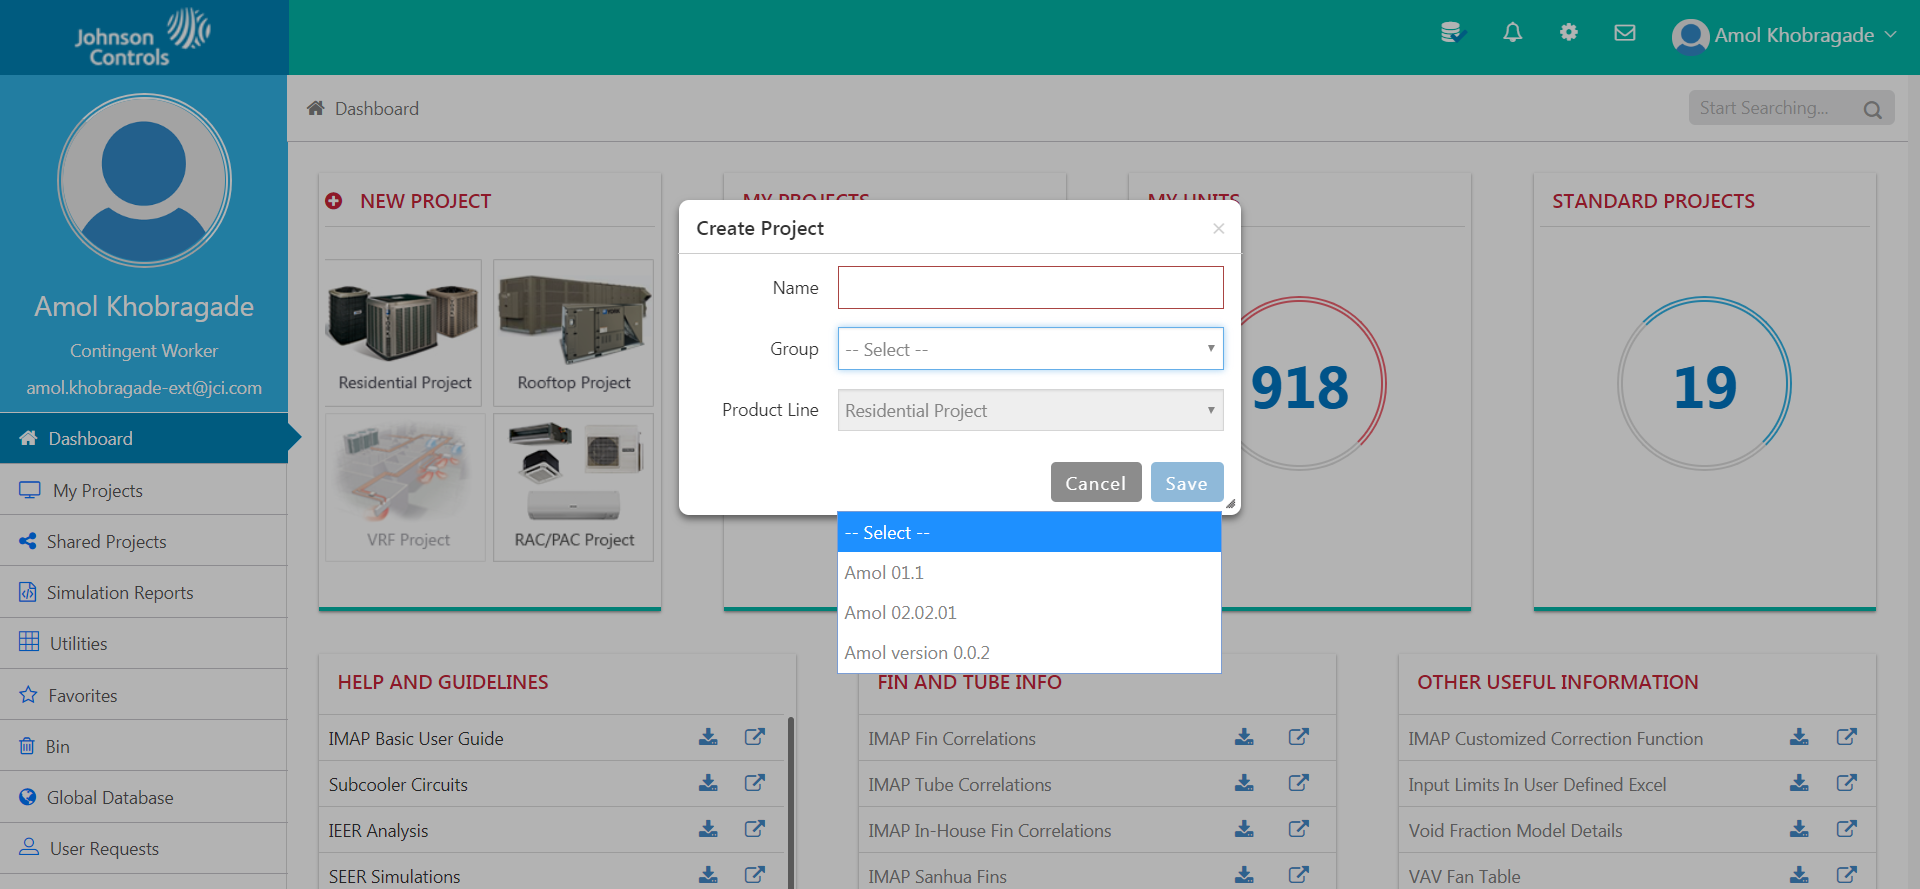 Johnson
Controls
Amol Khobragade
Amol Khobragade
Contingent Worker
amol.khobragade-ext@jci.com
Dashboard
My Projects
Shared Projects
Simulation Reports
Utilities
Favorites
Bin
Global Database
User Requests
Dashboard
Start Searching...
NEW PROJECT
Residential Project
Rooftop Project
VRF Project
RAC/PAC Project
MY PROJECTS
MY UNITS
918
STANDARD PROJECTS
19
Create Project
×
Name
Group
-- Select --
Product Line
Residential Project
Cancel
Save
-- Select --
Amol 01.1
Amol 02.02.01
Amol version 0.0.2
HELP AND GUIDELINES
IMAP Basic User Guide
Subcooler Circuits
IEER Analysis
SEER Simulations
FIN AND TUBE INFO
IMAP Fin Correlations
IMAP Tube Correlations
IMAP In-House Fin Correlations
IMAP Sanhua Fins
OTHER USEFUL INFORMATION
IMAP Customized Correction Function
Input Limits In User Defined Excel
Void Fraction Model Details
VAV Fan Table